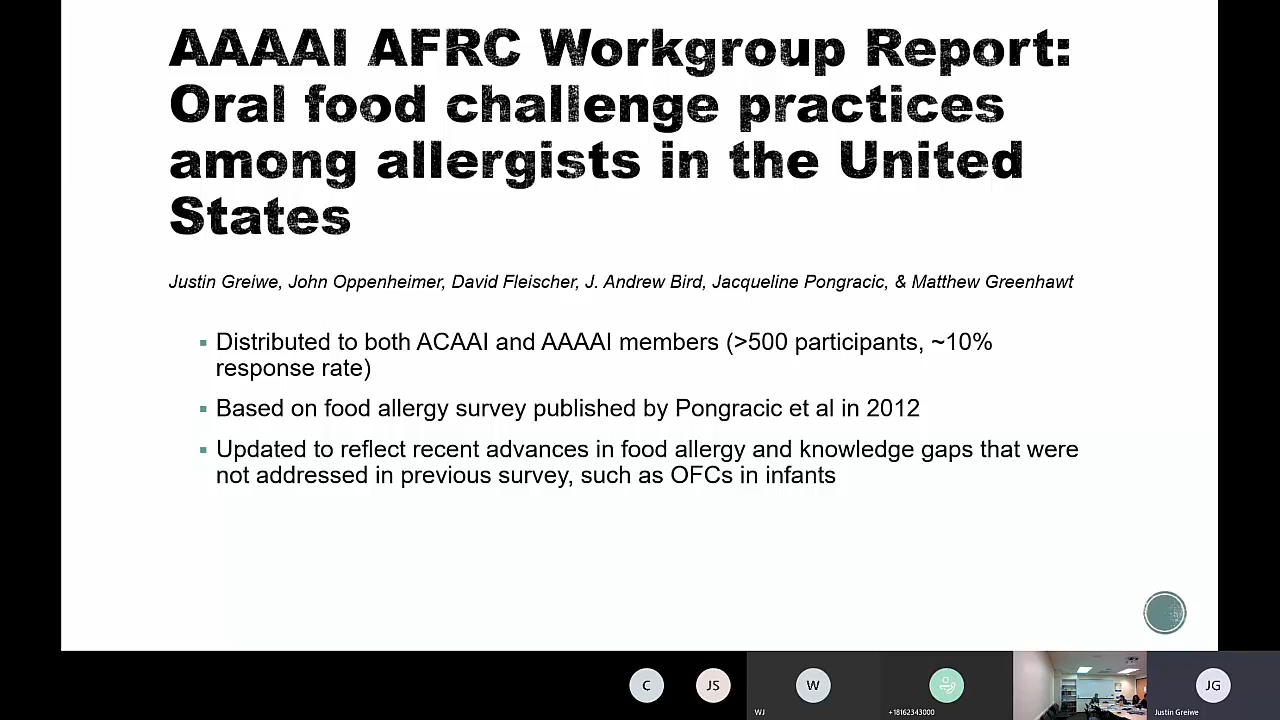 AAAAI AFRC Workgroup Report:
Oral food challenge practices
among allergists in the United
States
Justin Greiwe, John Oppenheimer, David Fleischer, J. Andrew Bird, Jacqueline Pongracic, & Matthew Greenhawt
Distributed to both ACAAI and AAAAI members (>500 participants, ~10%
response rate)
Based on food allergy survey published by Pongracic et al in 2012
Updated to reflect recent advances in food allergy and knowledge gaps that were
not addressed in previous survey, such as OFCs in infants
C
JS
W
JG
WJ
+18162343000
Justin Greiwe